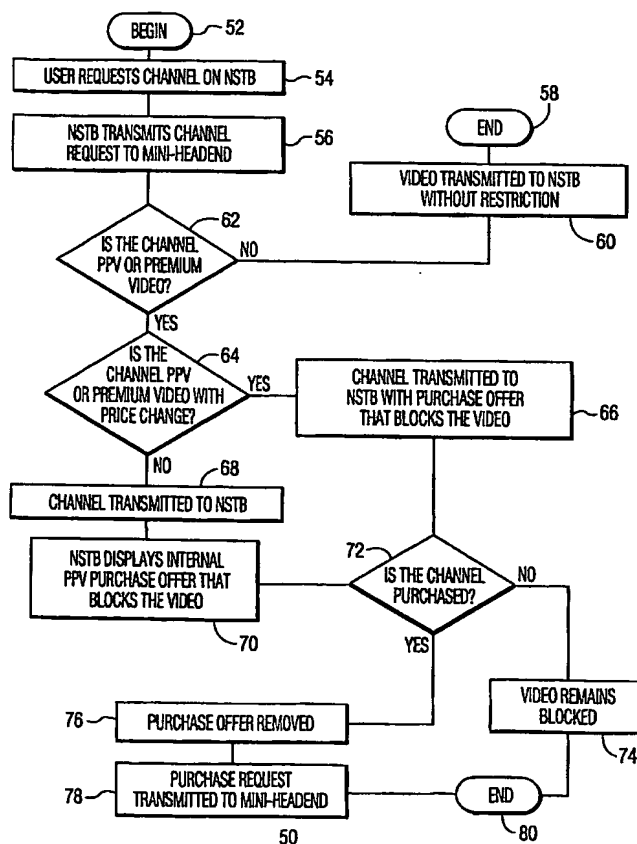 BEGIN
52
USER REQUESTS CHANNEL ON NSTB
54
NSTB TRANSMITS CHANNEL
REQUEST TO MINI-HEADEND
56
END
58
VIDEO TRANSMITTED TO NSTB
WITHOUT RESTRICTION
60
62
IS THE CHANNEL
PPV OR PREMIUM
VIDEO?
NO
YES
64
IS THE
CHANNEL PPV
OR PREMIUM VIDEO WITH
PRICE CHANGE?
YES
CHANNEL TRANSMITTED TO
NSTB WITH PURCHASE OFFER
THAT BLOCKS THE VIDEO
66
NO
68
CHANNEL TRANSMITTED TO NSTB
NSTB DISPLAYS INTERNAL
PPV PURCHASE OFFER THAT
BLOCKS THE VIDEO
70
72
IS THE CHANNEL
PURCHASED?
NO
YES
VIDEO REMAINS
BLOCKED
74
76
PURCHASE OFFER REMOVED
78
PURCHASE REQUEST
TRANSMITTED TO MINI-HEADEND
END
80
50